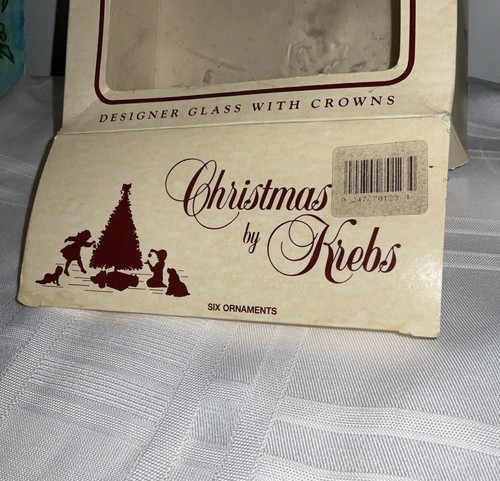 DESIGNER GLASS WITH CROWNS
Christmas
by Krebs
SIX ORNAMENTS